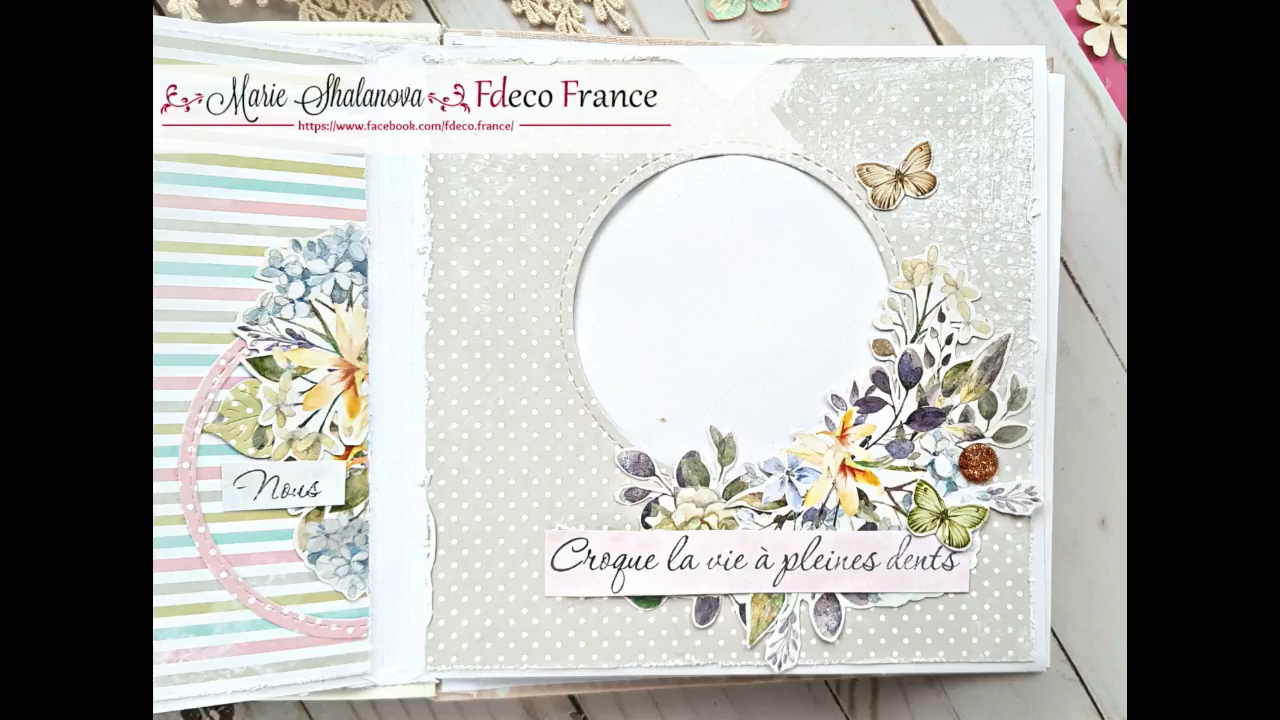 Marie Shalanova Fdeco France
https://www.facebook.com/fdeco.france/
Nous
Croque la vie à pleines dents